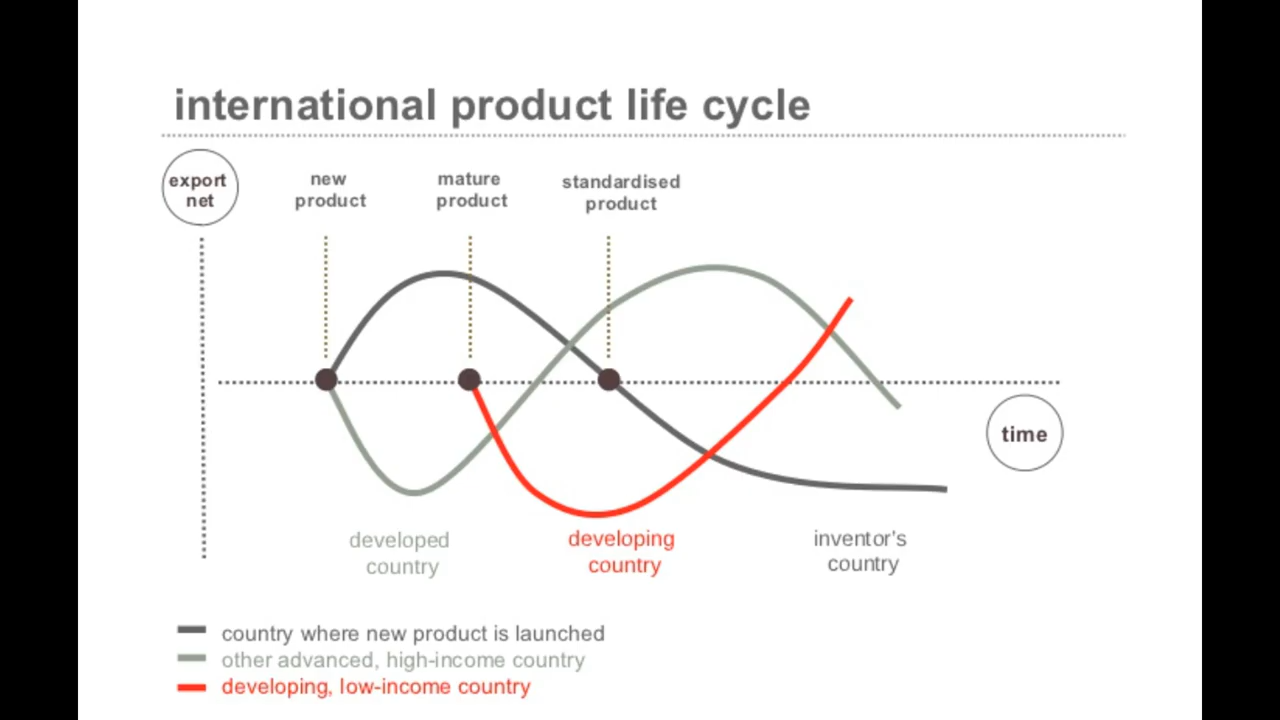 international product life cycle
export
net
new
product
mature
product
standardised
product
time
developed
country
developing
country
inventor's
country
country where new product is launched
other advanced, high-income country
developing, low-income country